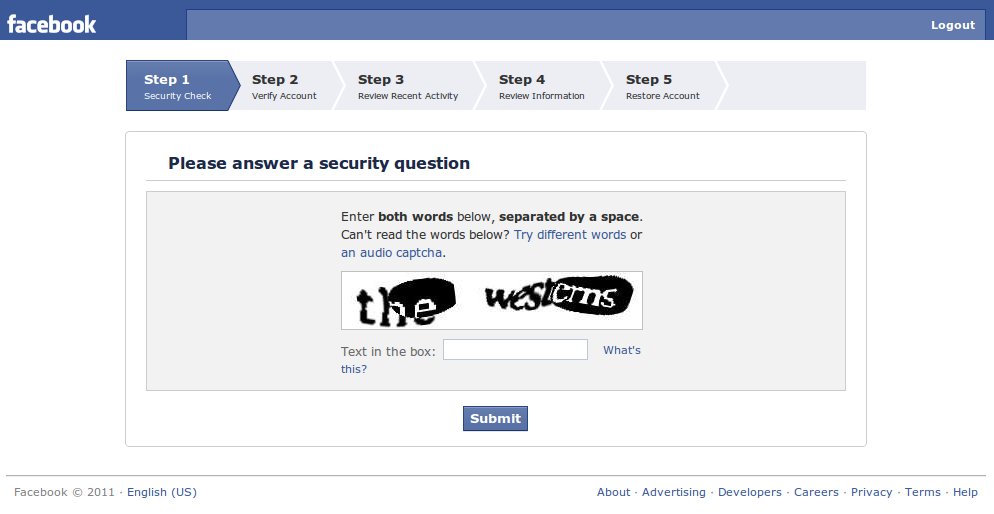 facebook
Logout
Step 1
Security Check
Step 2
Verify Account
Step 3
Review Recent Activity
Step 4
Review Information
Step 5
Restore Account
Please answer a security question
Enter both words below, separated by a space.
Can't read the words below? Try different words or
an audio captcha.
the westerns
Text in the box: What's
this?
Submit
Facebook © 2011 · English (US)
About · Advertising · Developers · Careers · Privacy · Terms · Help